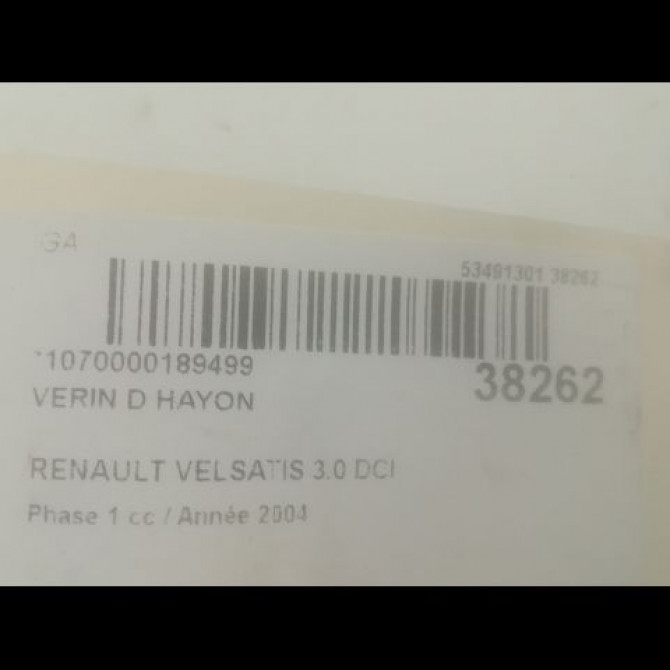 GA
53491301 38262
*1070000189499
38262
VERIN D HAYON
RENAULT VELSATIS 3.0 DCI
Phase 1 cc / Année 2004